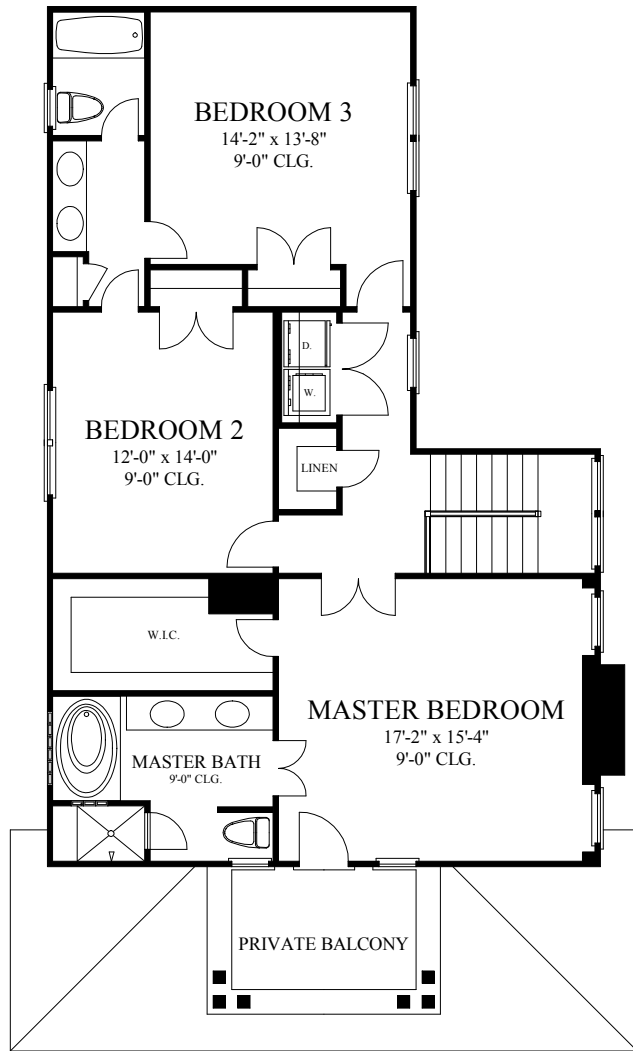 BEDROOM 3
14'-2" x 13'-8"
9'-0" CLG.
D.
W.
BEDROOM 2
12'-0" x 14'-0"
9'-0" CLG.
LINEN
W.I.C.
MASTER BEDROOM
17'-2" x 15'-4"
9'-0" CLG.
MASTER BATH
9'-0" CLG.
PRIVATE BALCONY